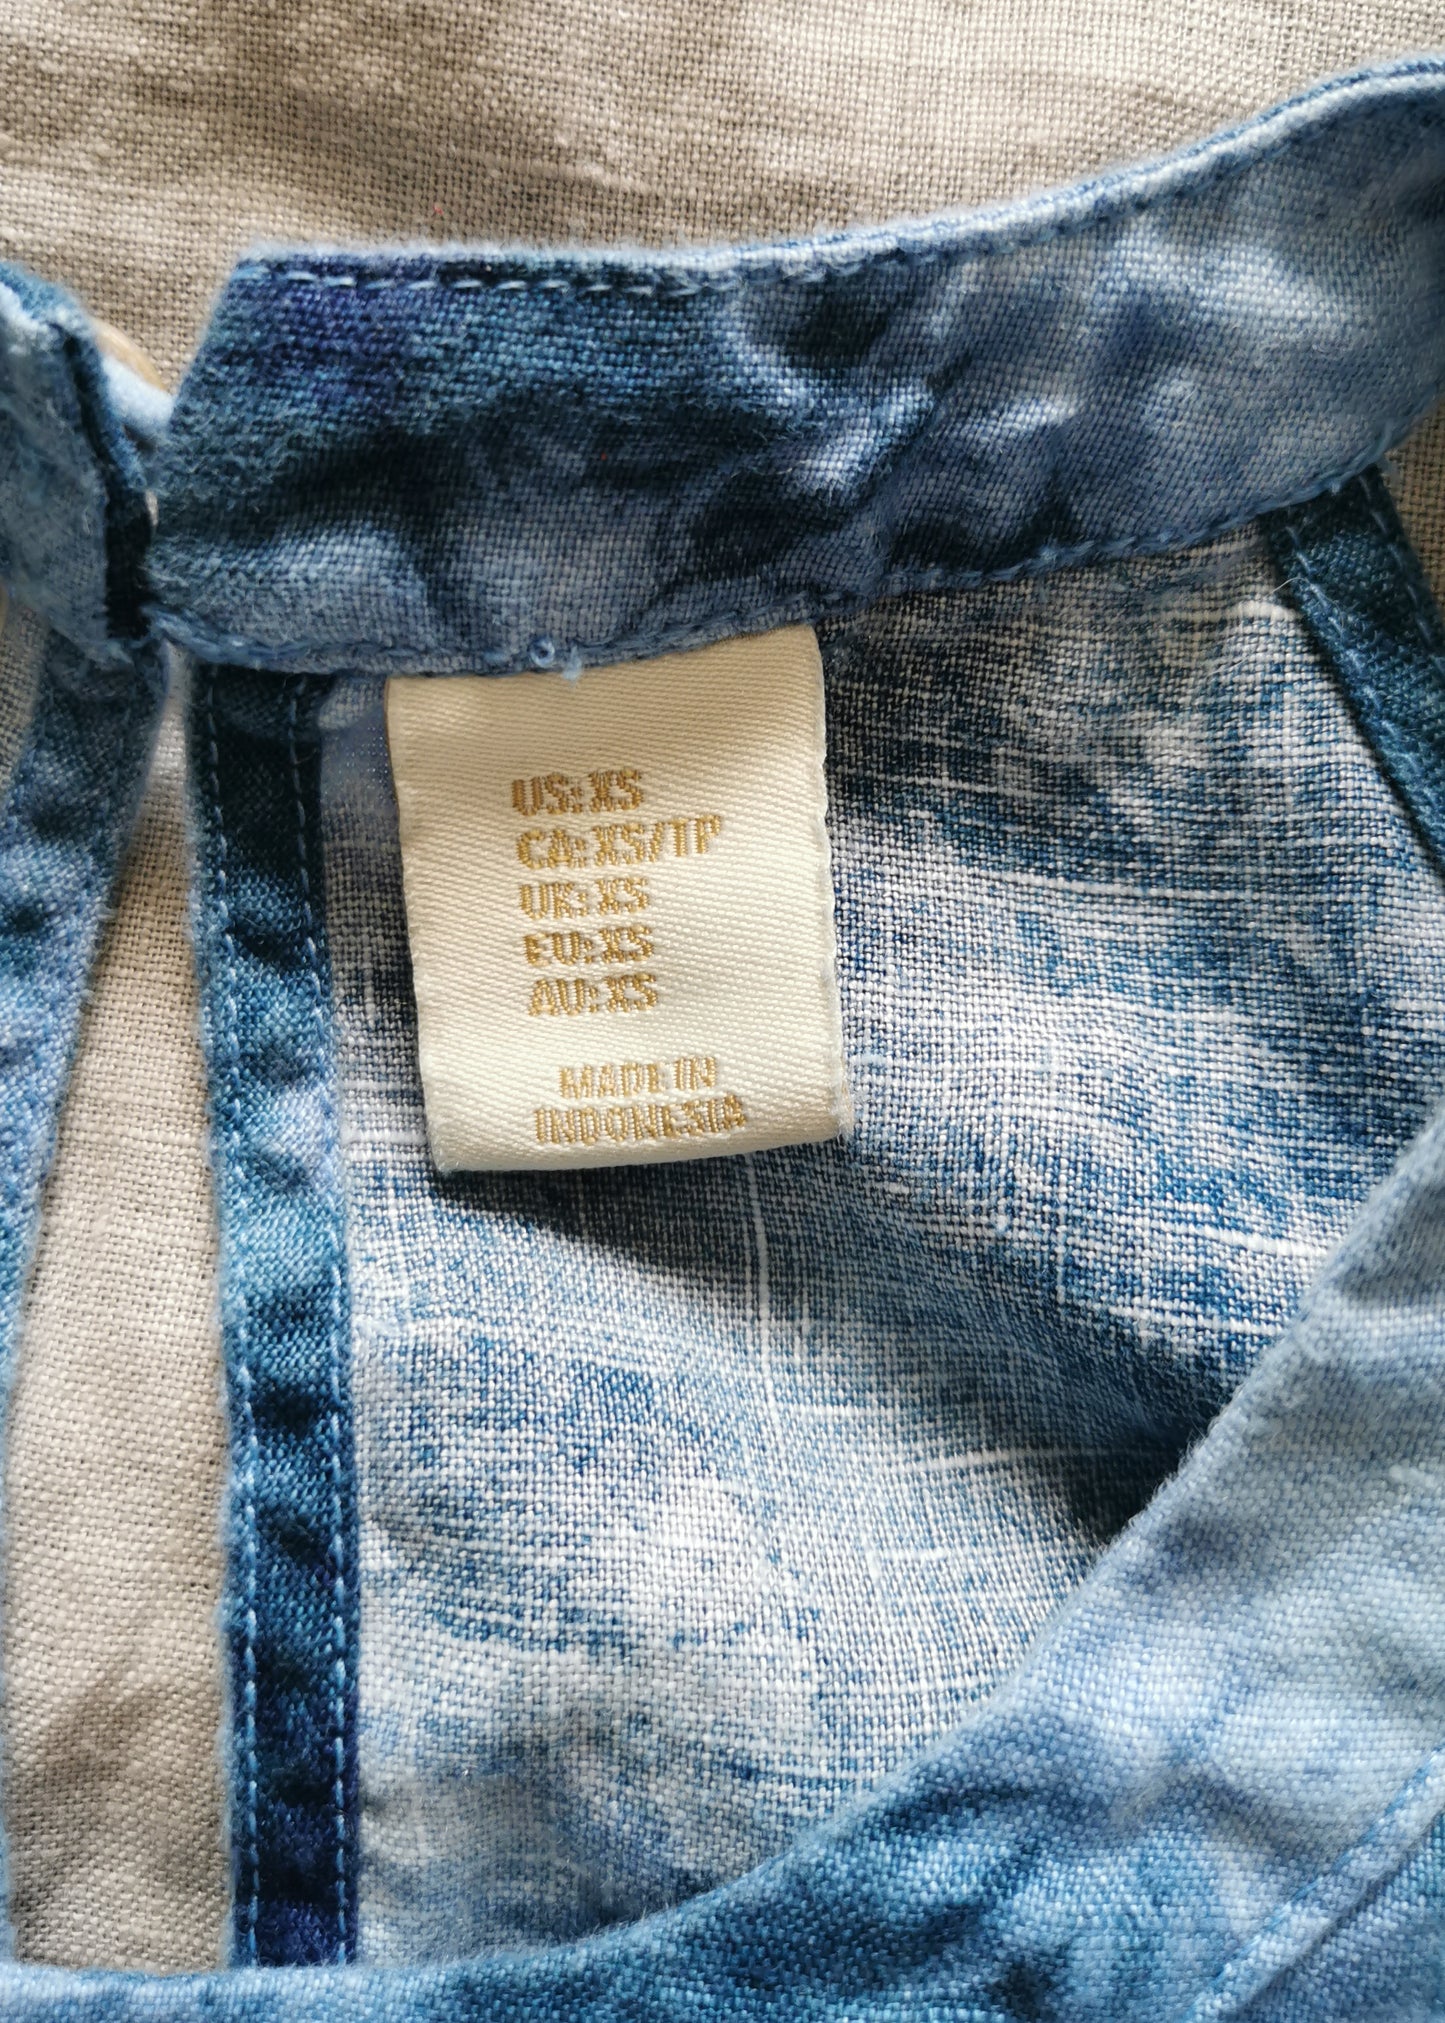 US: XS
CA: XS/TP
UK: XS
EU: XS
AU: XS
MADE IN
INDONESIA